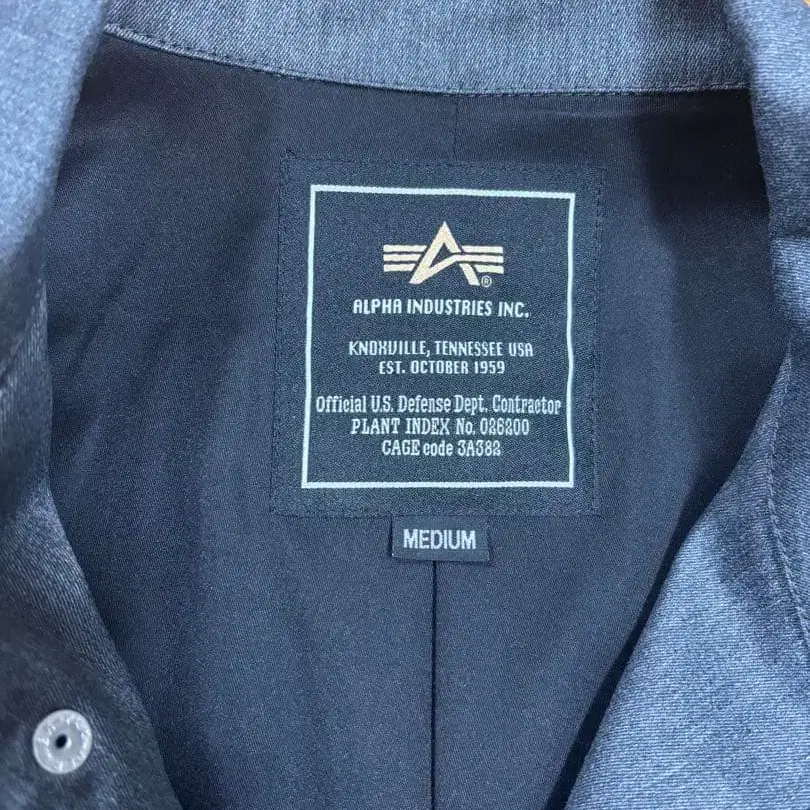 ALPHA INDUSTRIES INC.
KNOXVILLE, TENNESSEE USA
EST. OCTOBER 1959
Official U.S. Defense Dept. Contractor
PLANT INDEX No. 026200
CAGE code 3A382
MEDIUM